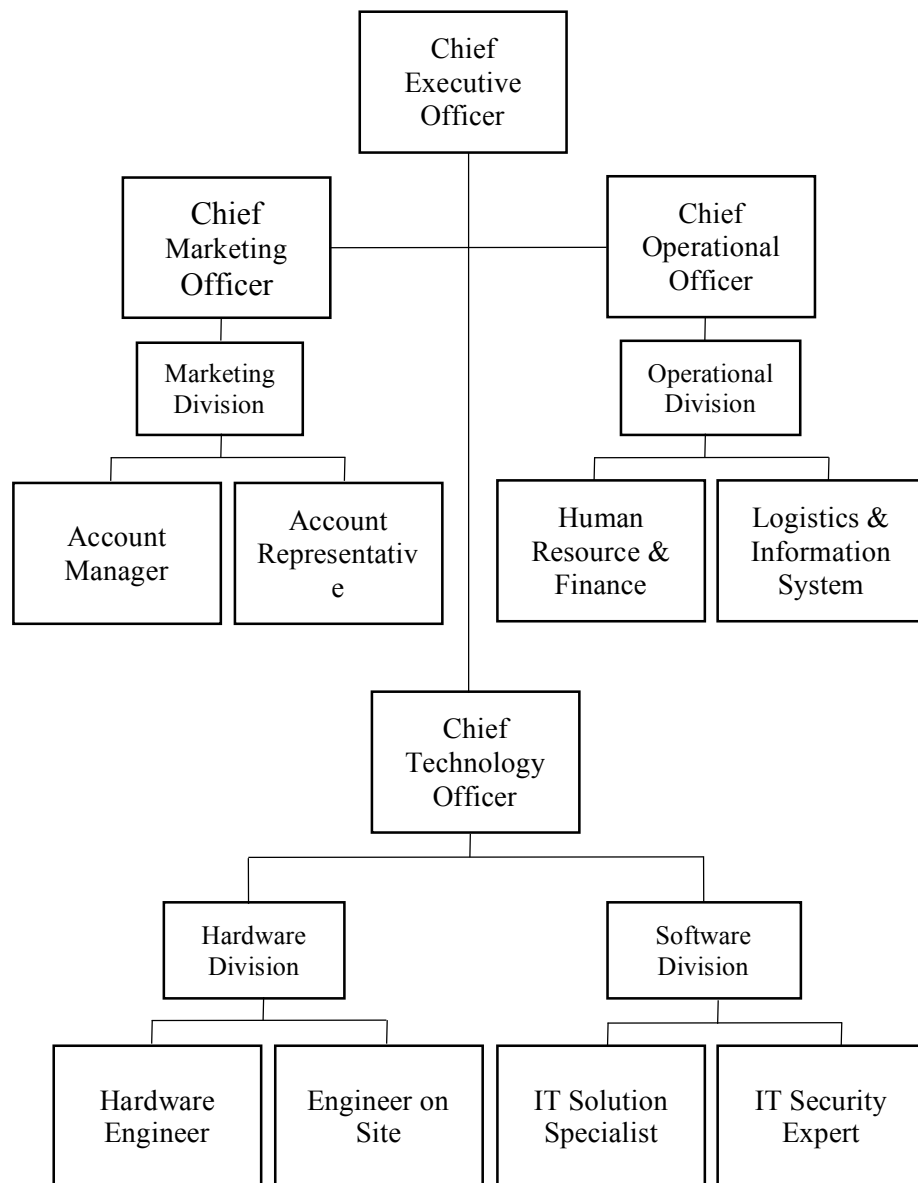 Chief
Executive
Officer
Chief
Marketing
Officer
Chief
Operational
Officer
Marketing
Division
Operational
Division
Account
Manager
Account
Representativ
e
Human
Resource &
Finance
Logistics &
Information
System
Chief
Technology
Officer
Hardware
Division
Software
Division
Hardware
Engineer
Engineer on
Site
IT Solution
Specialist
IT Security
Expert